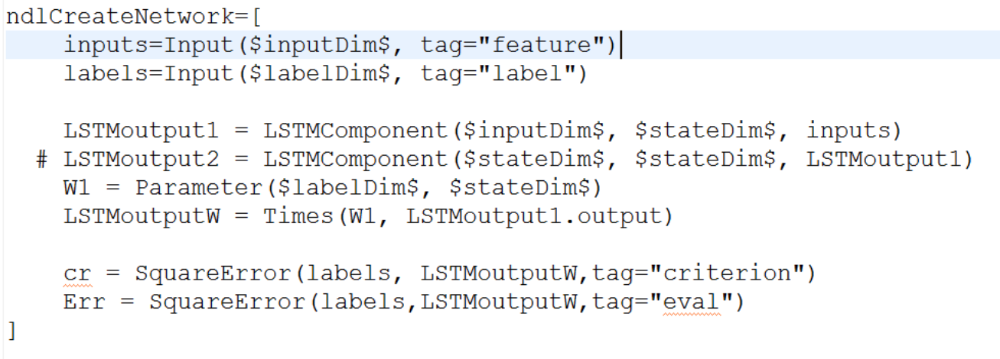 ndlCreateNetwork=[
    inputs=Input($inputDim$, tag="feature")
    labels=Input($labelDim$, tag="label")

    LSTMoutput1 = LSTMComponent($inputDim$, $stateDim$, inputs)
  # LSTMoutput2 = LSTMComponent($stateDim$, $stateDim$, LSTMoutput1)
    W1 = Parameter($labelDim$, $stateDim$)
    LSTMoutputW = Times(W1, LSTMoutput1.output)

    cr = SquareError(labels, LSTMoutputW,tag="criterion")
    Err = SquareError(labels,LSTMoutputW,tag="eval")
]